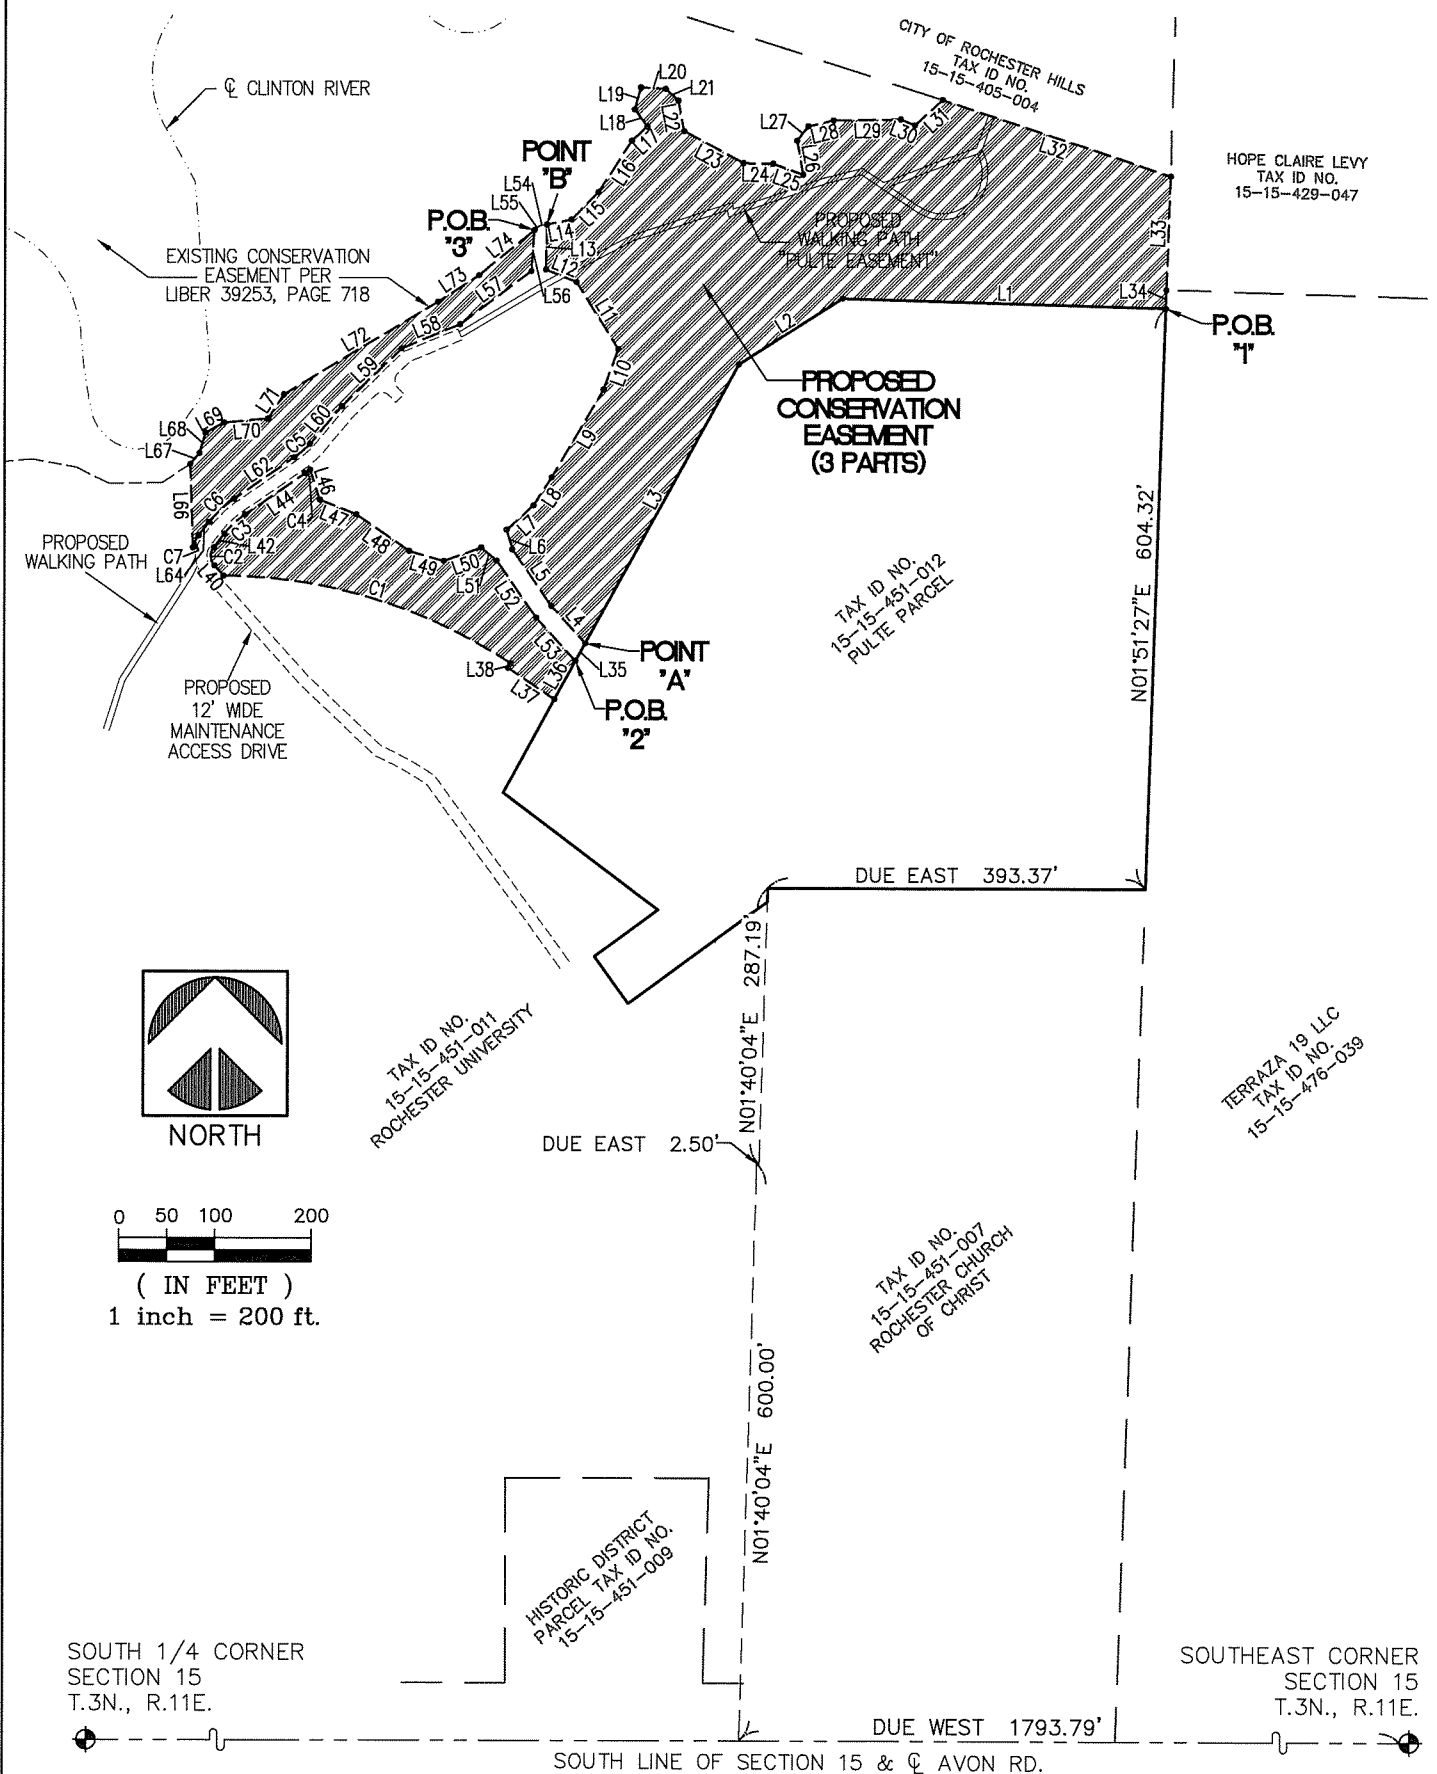 CITY OF ROCHESTER HILLS
TAX ID NO.
15-15-405-004
℄ CLINTON RIVER
L19
L20
L21
L18
L17
L22
L16
L23
L24
L25
L26
L27
L28
L29
L30
L31
L32
HOPE CLAIRE LEVY
TAX ID NO.
15-15-429-047
POINT
"B"
L54
L55
P.O.B.
"3"
L15
L14
L13
L12
L56
L74
L73
L57
L58
L72
L59
L11
L10
EXISTING CONSERVATION
EASEMENT PER
LIBER 39253, PAGE 718
PROPOSED
WALKING PATH
"PULTE EASEMENT"
L33
L34
L1
L2
P.O.B.
"1"
PROPOSED
CONSERVATION
EASEMENT
(3 PARTS)
L71
L60
L70
L69
L68
L67
C5
L62
L66
C6
L9
L8
L3
L46
L44
C4
L47
C3
L42
C2
C7
L64
L40
L48
L49
L50
L51
L7
L6
L5
L52
L4
L53
C1
PROPOSED
WALKING PATH
L38
L37
L36
L35
POINT
"A"
P.O.B.
"2"
PROPOSED
12' WIDE
MAINTENANCE
ACCESS DRIVE
TAX ID NO.
15-15-451-012
PULTE PARCEL
N01°51'27"E 604.32'
DUE EAST 393.37'
N01°40'04"E 287.19'
NORTH
TAX ID NO.
15-15-451-011
ROCHESTER UNIVERSITY
TERRAZA 19 LLC
TAX ID NO.
15-15-476-039
DUE EAST 2.50'
0 50 100 200
( IN FEET )
1 inch = 200 ft.
TAX ID NO.
15-15-451-007
ROCHESTER CHURCH
OF CHRIST
N01°40'04"E 600.00'
HISTORIC DISTRICT
PARCEL TAX ID NO.
15-15-451-009
SOUTH 1/4 CORNER
SECTION 15
T.3N., R.11E.
SOUTHEAST CORNER
SECTION 15
T.3N., R.11E.
DUE WEST 1793.79'
SOUTH LINE OF SECTION 15 & ℄ AVON RD.